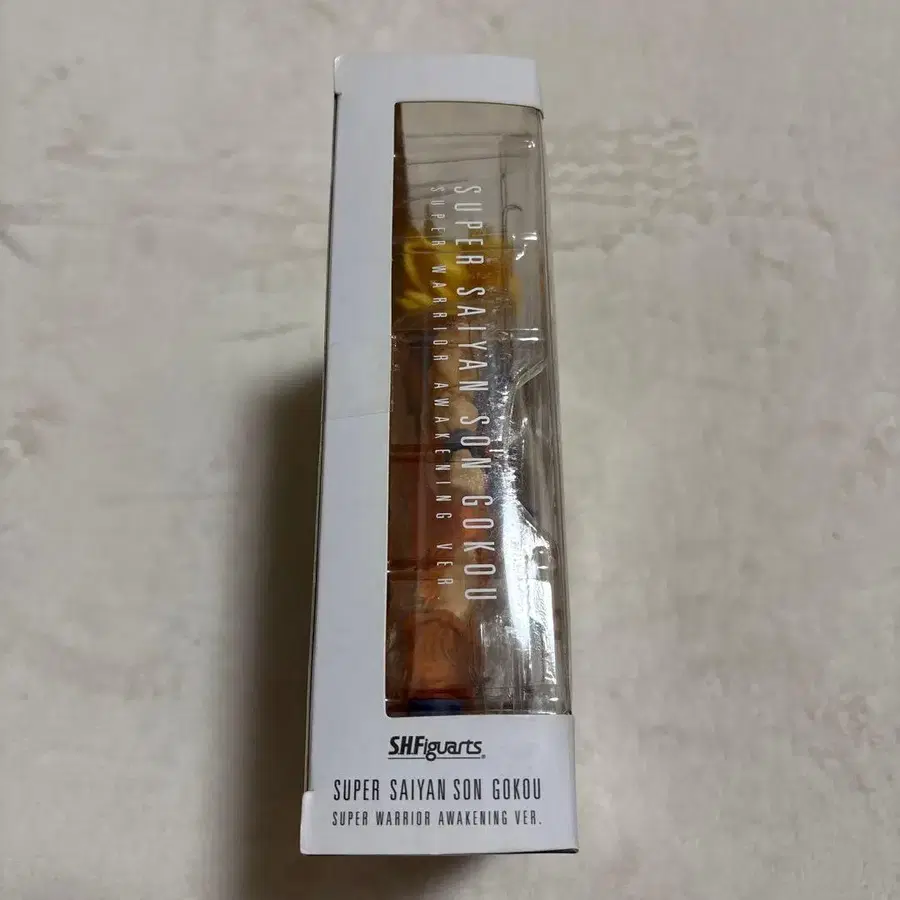 SUPER SAIYAN SON GOKOU
SUPER WARRIOR AWAKENING VER.
S.H.Figuarts
SUPER SAIYAN SON GOKOU
SUPER WARRIOR AWAKENING VER.